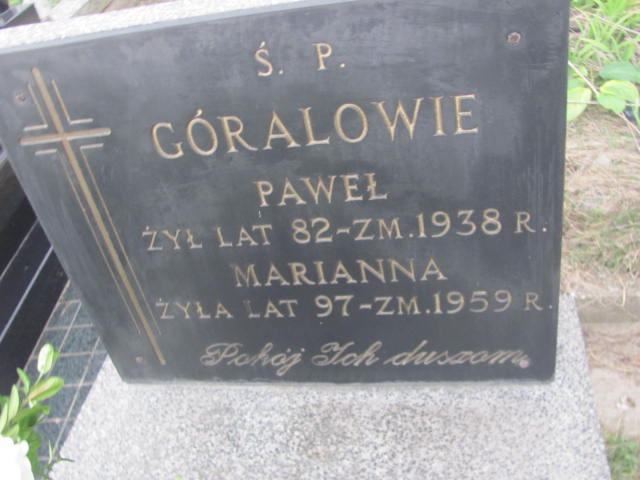 Ś. P.
GÓRALOWIE
PAWEŁ
ŻYŁ LAT 82-ZM.1938 R.
MARIANNA
ŻYŁA LAT 97-ZM.1959 R.
Pokój Ich duszom